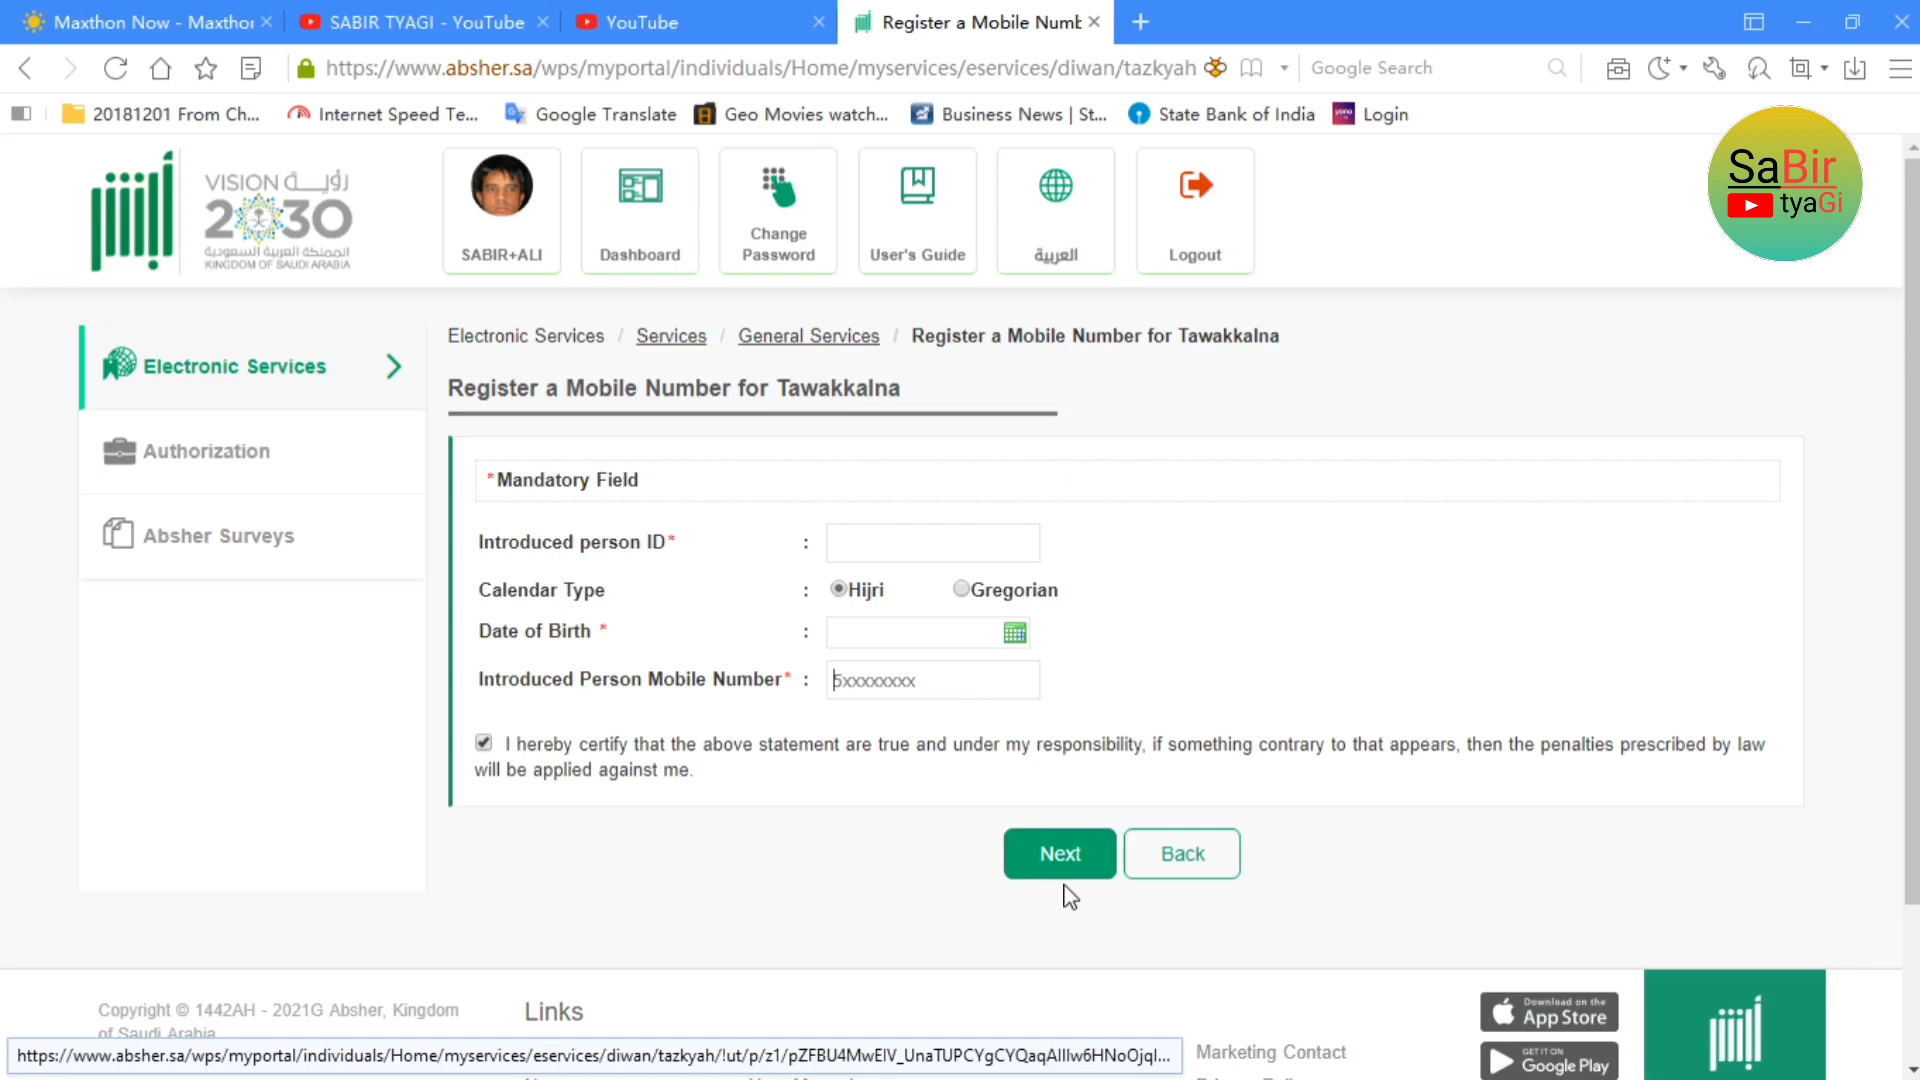 Maxthon Now - Maxthon
SABIR TYAGI - YouTube
YouTube
Register a Mobile Numb
https://www.absher.sa/wps/myportal/individuals/Home/myservices/eservices/diwan/tazkyah
Google Search
20181201 From Ch...
Internet Speed Te...
Google Translate
Geo Movies watch...
Business News | St...
State Bank of India
yono
Login
SaBir
tyaGi
أبشر
VISION رؤية
2030
المملكة العربية السعودية
KINGDOM OF SAUDI ARABIA
SABIR+ALI
Dashboard
Change
Password
User's Guide
العربية
Logout
Electronic Services
Authorization
Absher Surveys
Electronic Services / Services / General Services / Register a Mobile Number for Tawakkalna
Register a Mobile Number for Tawakkalna
*Mandatory Field
Introduced person ID* :
Calendar Type : Hijri Gregorian
Date of Birth * :
Introduced Person Mobile Number* : 5xxxxxxxx
I hereby certify that the above statement are true and under my responsibility, if something contrary to that appears, then the penalties prescribed by law
will be applied against me.
Next
Back
Copyright © 1442AH - 2021G Absher, Kingdom
of Saudi Arabia
Links
Marketing Contact
Download on the
App Store
GET IT ON
Google Play
أبشر